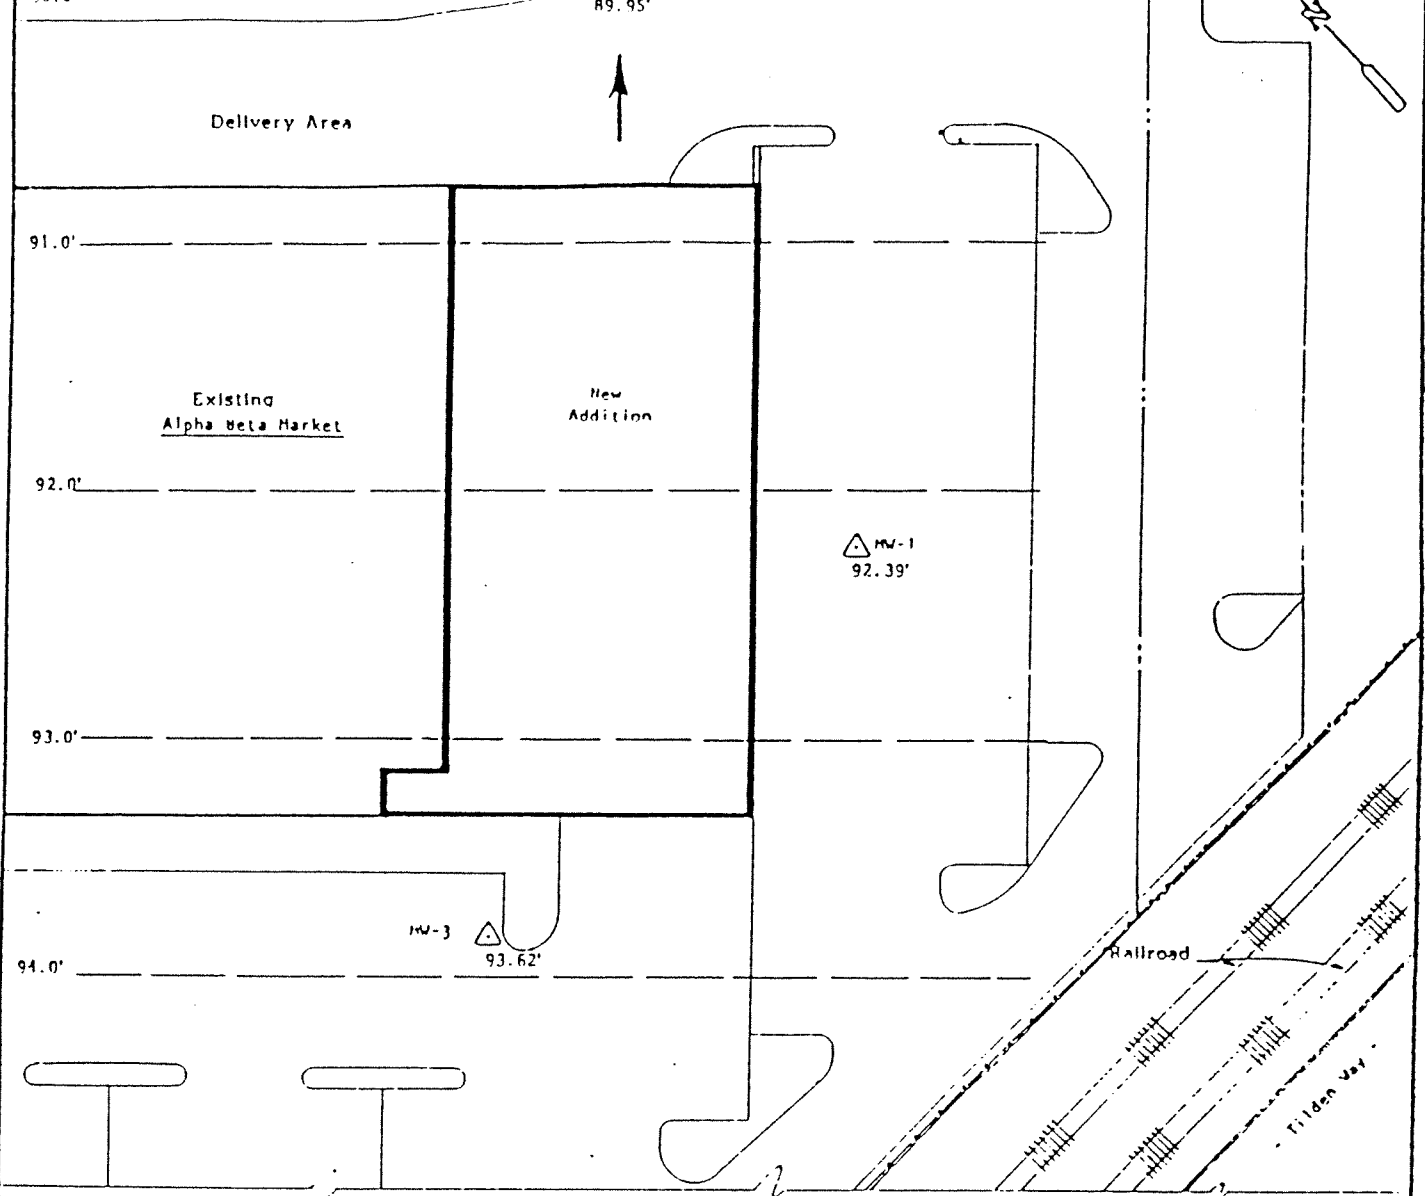 89.95'
Delivery Area
91.0'
Existing
Alpha Beta Market
New
Addition
92.0'
MW-1
92.39'
93.0'
MW-3
93.62'
94.0'
Railroad
- Tilden Way -